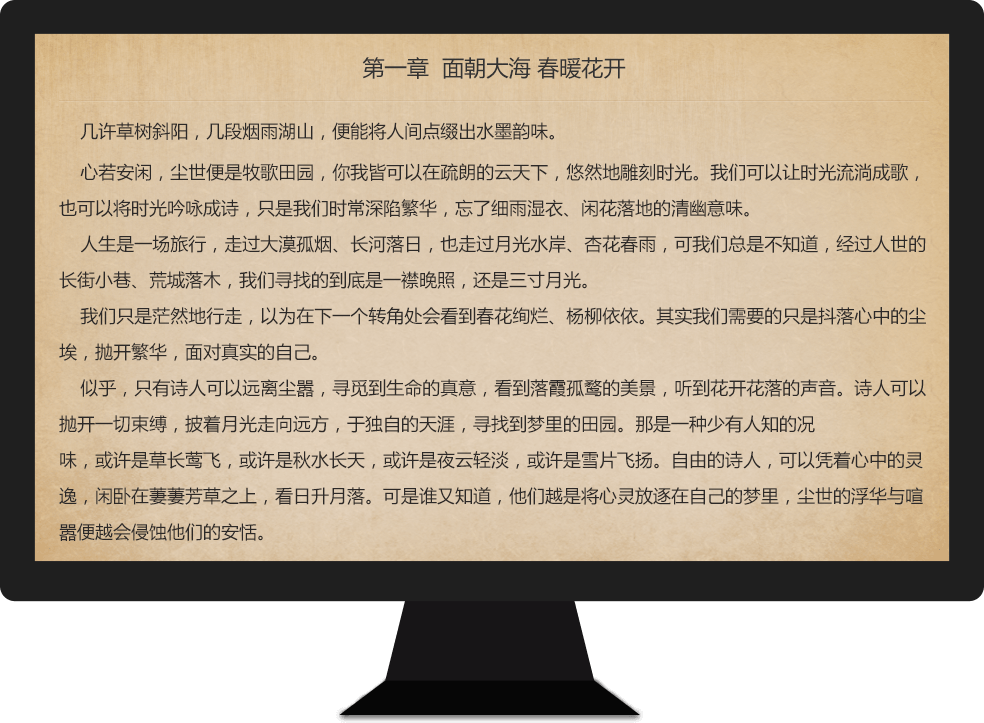 第一章  面朝大海 春暖花开
几许草树斜阳，几段烟雨湖山，便能将人间点缀出水墨韵味。
心若安闲，尘世便是牧歌田园，你我皆可以在疏朗的云天下，悠然地雕刻时光。我们可以让时光流淌成歌，
也可以将时光吟咏成诗，只是我们时常深陷繁华，忘了细雨湿衣、闲花落地的清幽意味。
人生是一场旅行，走过大漠孤烟、长河落日，也走过月光水岸、杏花春雨，可我们总是不知道，经过人世的
长街小巷、荒城落木，我们寻找的到底是一襟晚照，还是三寸月光。
我们只是茫然地行走，以为在下一个转角处会看到春花绚烂、杨柳依依。其实我们需要的只是抖落心中的尘
埃，抛开繁华，面对真实的自己。
似乎，只有诗人可以远离尘嚣，寻觅到生命的真意，看到落霞孤鹜的美景，听到花开花落的声音。诗人可以
抛开一切束缚，披着月光走向远方，于独自的天涯，寻找到梦里的田园。那是一种少有人知的况
味，或许是草长莺飞，或许是秋水长天，或许是夜云轻淡，或许是雪片飞扬。自由的诗人，可以凭着心中的灵
逸，闲卧在萋萋芳草之上，看日升月落。可是谁又知道，他们越是将心灵放逐在自己的梦里，尘世的浮华与喧
嚣便越会侵蚀他们的安恬。